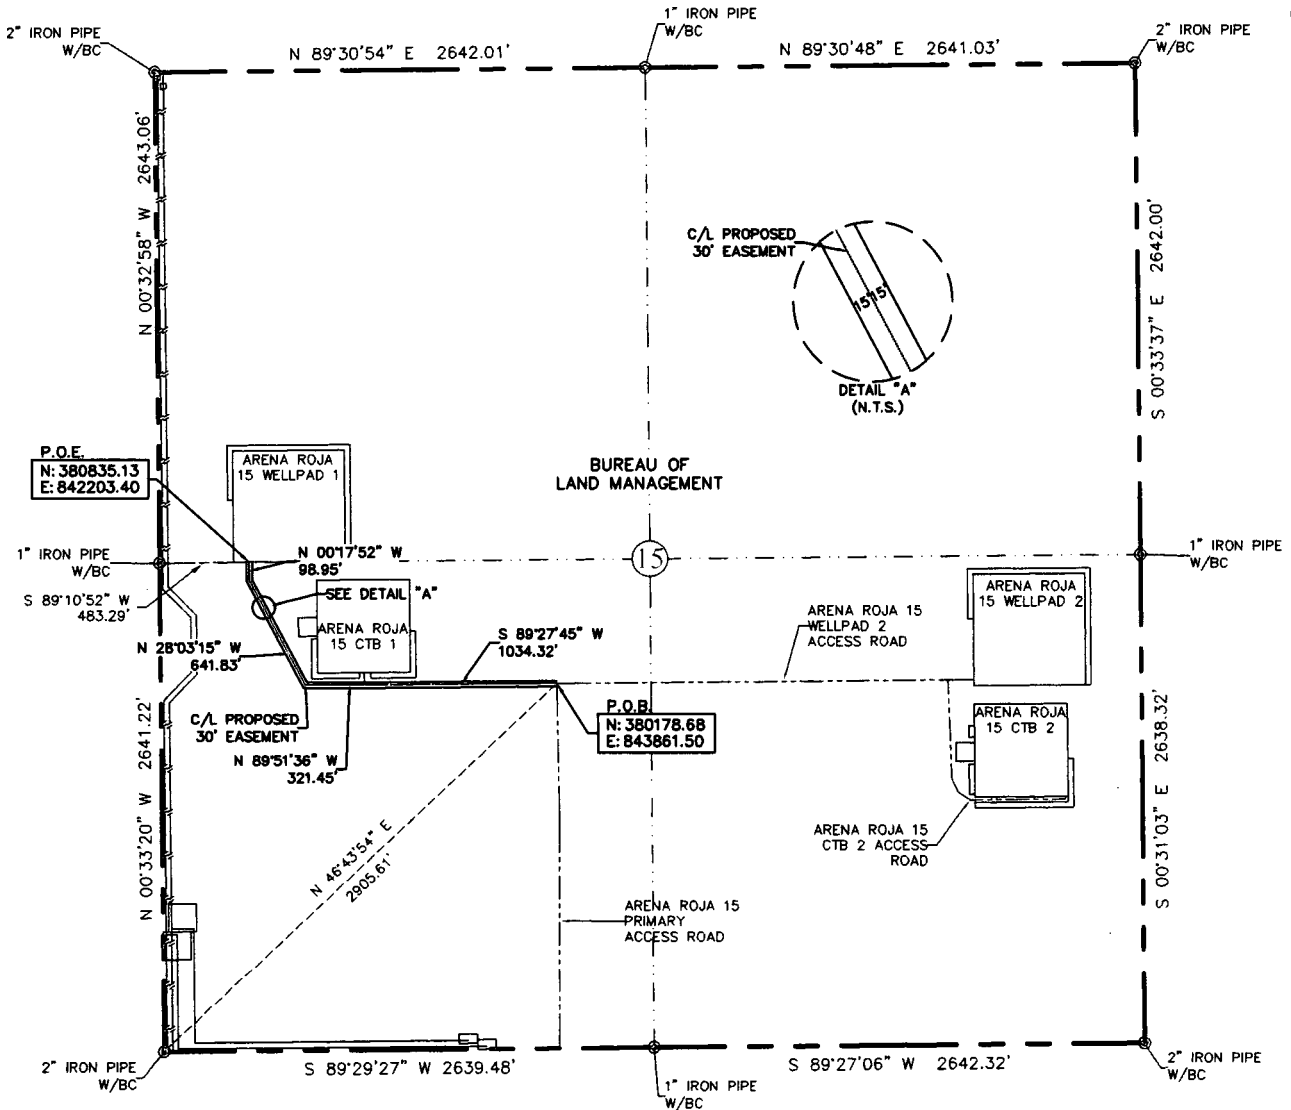 2" IRON PIPE
W/BC
N 89°30'54" E 2642.01'
1" IRON PIPE
W/BC
N 89°30'48" E 2641.03'
2" IRON PIPE
W/BC
N 00°32'58" W 2643.06'
S 00°33'37" E 2642.00'
C/L PROPOSED
30' EASEMENT
15'
15'
DETAIL "A"
(N.T.S.)
P.O.E.
N: 380835.13
E: 842203.40
ARENA ROJA
15 WELLPAD 1
BUREAU OF
LAND MANAGEMENT
1" IRON PIPE
W/BC
N 00°17'52" W
98.95'
15
1" IRON PIPE
W/BC
S 89°10'52" W
483.29'
SEE DETAIL "A"
ARENA ROJA
15 CTB 1
ARENA ROJA 15
WELLPAD 2
ACCESS ROAD
ARENA ROJA
15 WELLPAD 2
N 28°03'15" W
641.83'
S 89°27'45" W
1034.32'
C/L PROPOSED
30' EASEMENT
P.O.B.
N: 380178.68
E: 843861.50
ARENA ROJA
15 CTB 2
N 89°51'36" W
321.45'
N 00°33'20" W 2641.22'
S 00°31'03" E 2638.32'
ARENA ROJA 15
CTB 2 ACCESS
ROAD
N 46°43'54" E
2905.61'
ARENA ROJA 15
PRIMARY
ACCESS ROAD
2" IRON PIPE
W/BC
S 89°29'27" W 2639.48'
1" IRON PIPE
W/BC
S 89°27'06" W 2642.32'
2" IRON PIPE
W/BC